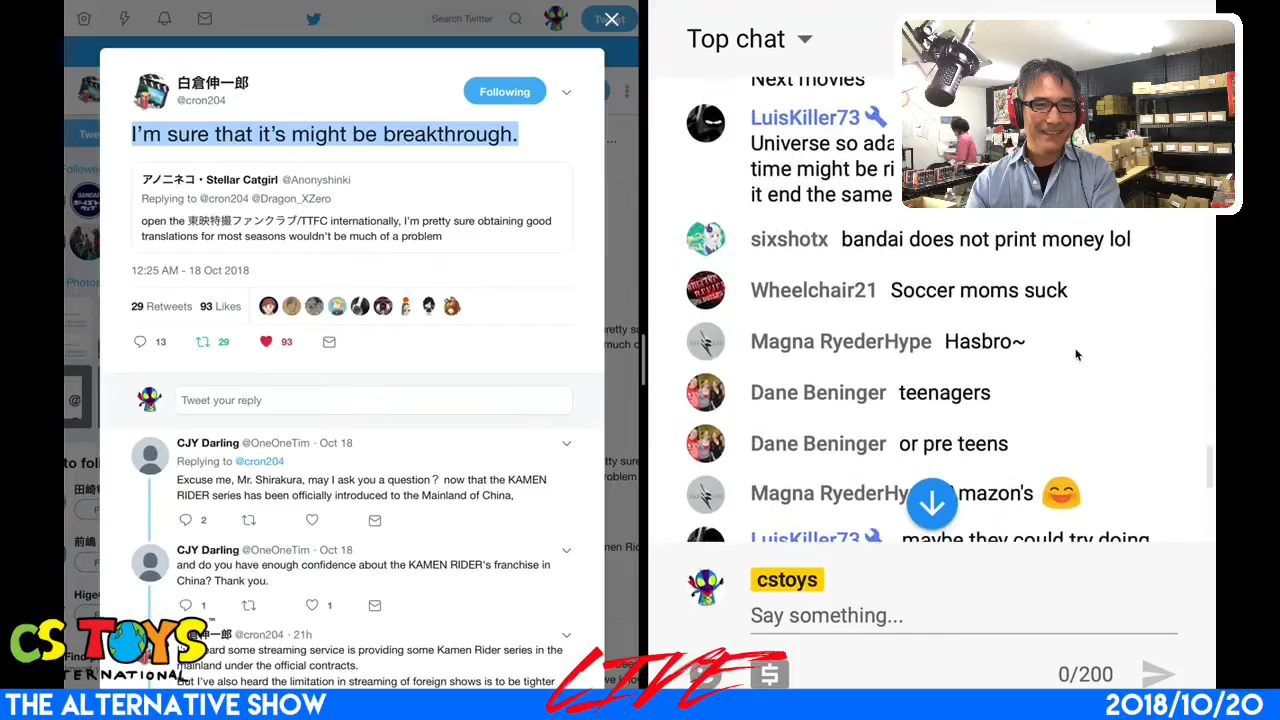 Search Twitter
Tweet
白倉伸一郎
@cron204
Following
I'm sure that it's might be breakthrough.
アノニネコ・Stellar Catgirl @Anonyshinki
Replying to @cron204 @Dragon_XZero
open the 東映特撮ファンクラブ/TTFC internationally, I'm pretty sure obtaining good
translations for most seasons wouldn't be much of a problem
12:25 AM - 18 Oct 2018
29 Retweets 93 Likes
13 29 93
Tweet your reply
CJY Darling @OneOneTim · Oct 18
Replying to @cron204
Excuse me, Mr. Shirakura, may I ask you a question？ now that the KAMEN
RIDER series has been officially introduced to the Mainland of China,
2
CJY Darling @OneOneTim · Oct 18
and do you have enough confidence about the KAMEN RIDER's franchise in
China? Thank you.
1 1
伸一郎 @cron204 · 21h
heard some streaming service is providing some Kamen Rider series in the
mainland under the official contracts.
But I've also heard the limitation in streaming of foreign shows is to be tighter
Top chat
Next movies
LuisKiller73
Universe so ada
time might be ri
it end the same
sixshotx bandai does not print money lol
Wheelchair21 Soccer moms suck
Magna RyederHype Hasbro~
Dane Beninger teenagers
Dane Beninger or pre teens
Magna RyederHy Amazon's
LuisKiller73 maybe they could try doing
cstoys
Say something...
0/200
CS TOYS
INTERNATIONAL
LIVE
THE ALTERNATIVE SHOW
2018/10/20